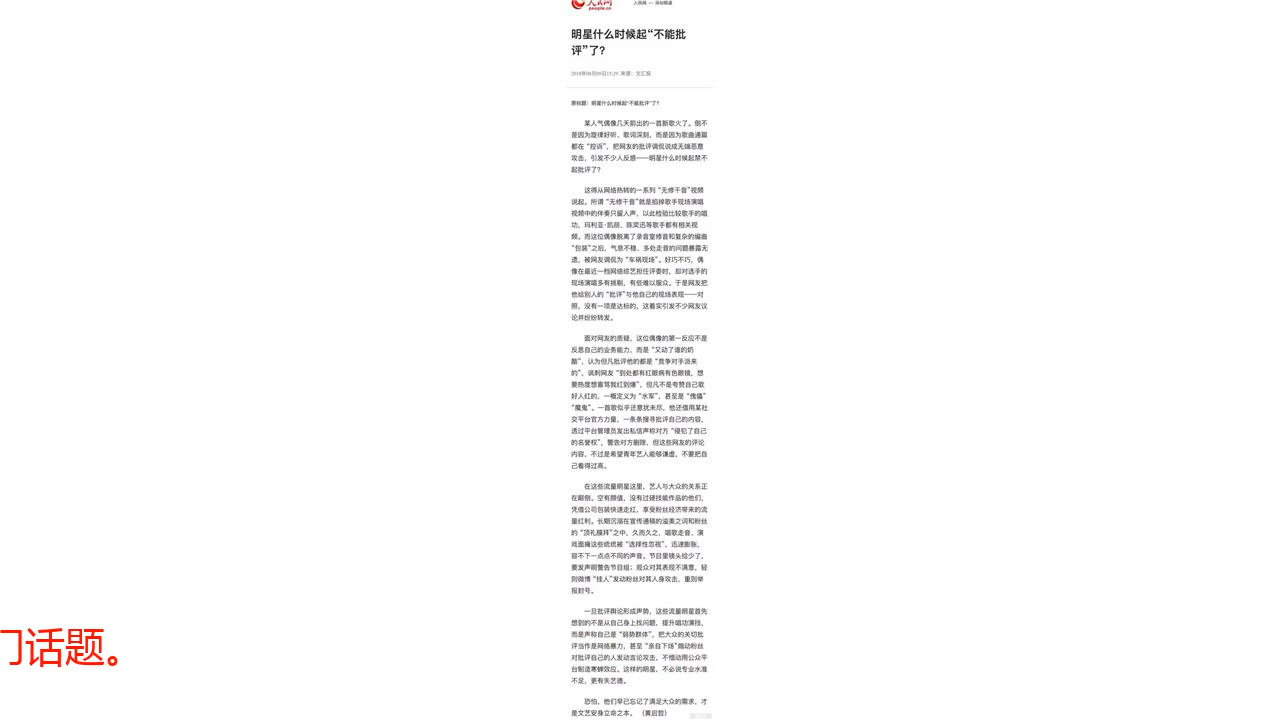 人民网
people.cn
人民网 — 深圳频道
明星什么时候起“不能批
评”了?
2018年08月09日15:29 来源: 文汇报
原标题: 明星什么时候起“不能批评”了?
某人气偶像几天前出的一首新歌火了。倒不
是因为旋律好听、歌词深刻, 而是因为歌曲通篇
都在“控诉”, 把网友的批评调侃说成无端恶意
攻击, 引发不少人反感——明星什么时候起禁不
起批评了?
这得从网络热转的一系列“无修干音”视频
说起。所谓“无修干音”就是掐掉歌手现场演唱
视频中的伴奏只留人声, 以此检验比较歌手的唱
功, 玛利亚·凯丽、陈奕迅等歌手都有相关视
频。而这位偶像脱离了录音室修音和复杂的编曲
“包装”之后, 气息不稳、多处走音的问题暴露无
遗, 被网友调侃为“车祸现场”。好巧不巧, 偶
像在最近一档网络综艺担任评委时, 却对选手的
现场演唱多有挑剔, 有些难以服众。于是网友把
他给别人的“批评”与他自己的现场表现一一对
照, 没有一项是达标的。这着实引发不少网友议
论并纷纷转发。
面对网友的质疑, 这位偶像的第一反应不是
反思自己的业务能力, 而是“又动了谁的奶
酪”, 认为但凡批评他的都是“竞争对手派来
的”、讽刺网友“到处都有红眼病有色眼镜, 想
要热度想靠骂我红到爆”, 但凡不是夸赞自己歌
好人红的, 一概定义为“水军”, 甚至是“傀儡”
“魔鬼”。一首歌似乎还意犹未尽, 他还借用某社
交平台官方力量, 一条条搜寻批评自己的内容,
透过平台管理员发出私信声称对方“侵犯了自己
的名誉权”, 警告对方删除, 但这些网友的评论
内容, 不过是希望青年艺人能够谦虚, 不要把自
己看得过高。
在这些流量明星这里, 艺人与大众的关系正
在颠倒。空有颜值, 没有过硬技能作品的他们,
凭借公司包装快速走红, 享受粉丝经济带来的流
量红利。长期沉溺在宣传通稿的溢美之词和粉丝
的“顶礼膜拜”之中, 久而久之, 唱歌走音、演
戏面瘫这些统统被“选择性忽视”, 迅速膨胀,
容不下一点点不同的声音。节目里镜头给少了,
要发声明警告节目组; 观众对其表现不满意, 轻
则微博“挂人”发动粉丝对其人身攻击, 重则举
报封号。
一旦批评舆论形成声势, 这些流量明星首先
想到的不是从自己身上找问题, 提升唱功演技,
而是声称自己是“弱势群体”, 把大众的关切批
评当作是网络暴力, 甚至“亲自下场”煽动粉丝
对批评自己的人发动言论攻击, 不惜动用公众平
台制造寒蝉效应。这样的明星, 不必说专业水准
不足, 更有失艺德。
恐怕, 他们早已忘记了满足大众的需求, 才
是文艺安身立命之本。 (黄启哲)
门话题。